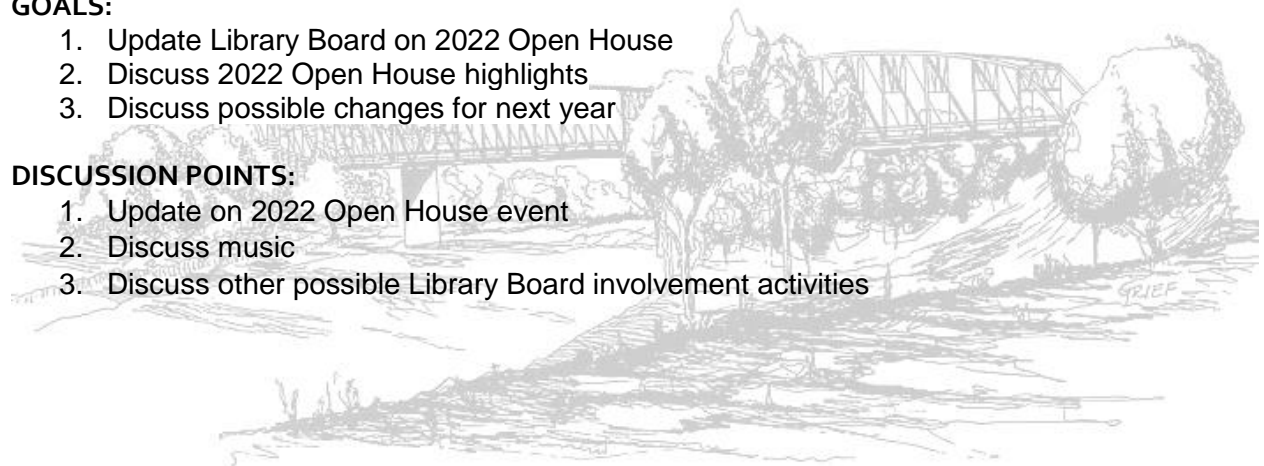 GOALS:
1. Update Library Board on 2022 Open House
2. Discuss 2022 Open House highlights
3. Discuss possible changes for next year
DISCUSSION POINTS:
1. Update on 2022 Open House event
2. Discuss music
3. Discuss other possible Library Board involvement activities
GRIEF